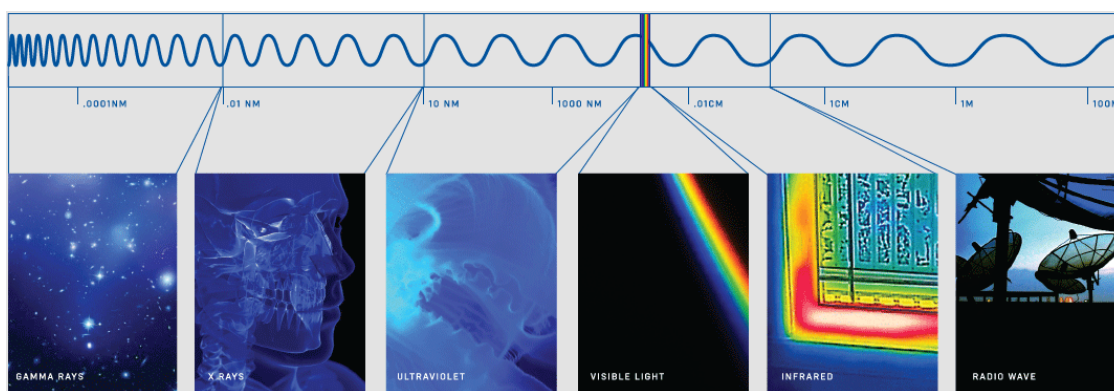 .0001NM
.01 NM
10 NM
1000 NM
.01CM
1CM
1M
GAMMA RAYS
X RAYS
ULTRAVIOLET
VISIBLE LIGHT
INFRARED
RADIO WAVE